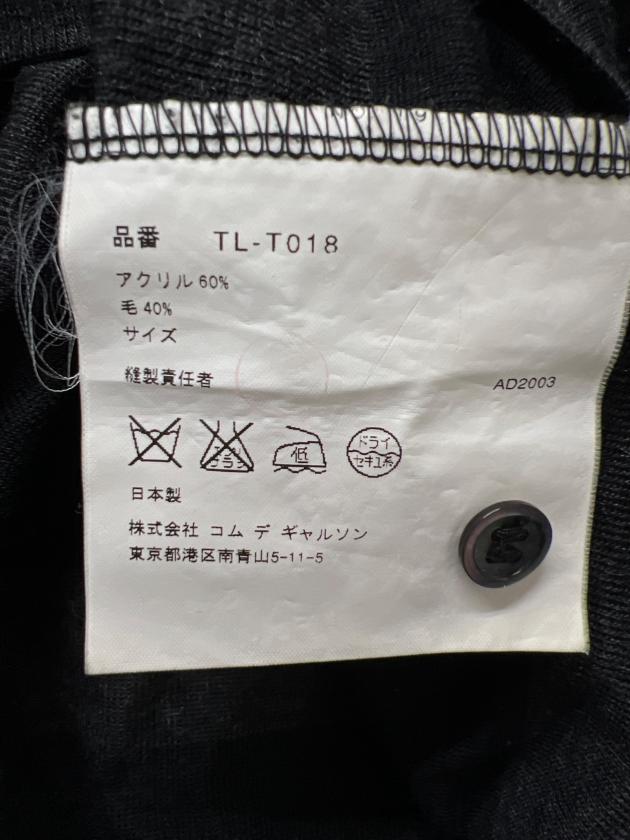 品番 TL-T018
アクリル 60%
毛 40%
サイズ
縫製責任者
AD2003
低
ドライ
セキユ系
日本製
株式会社 コム デ ギャルソン
東京都港区南青山5-11-5